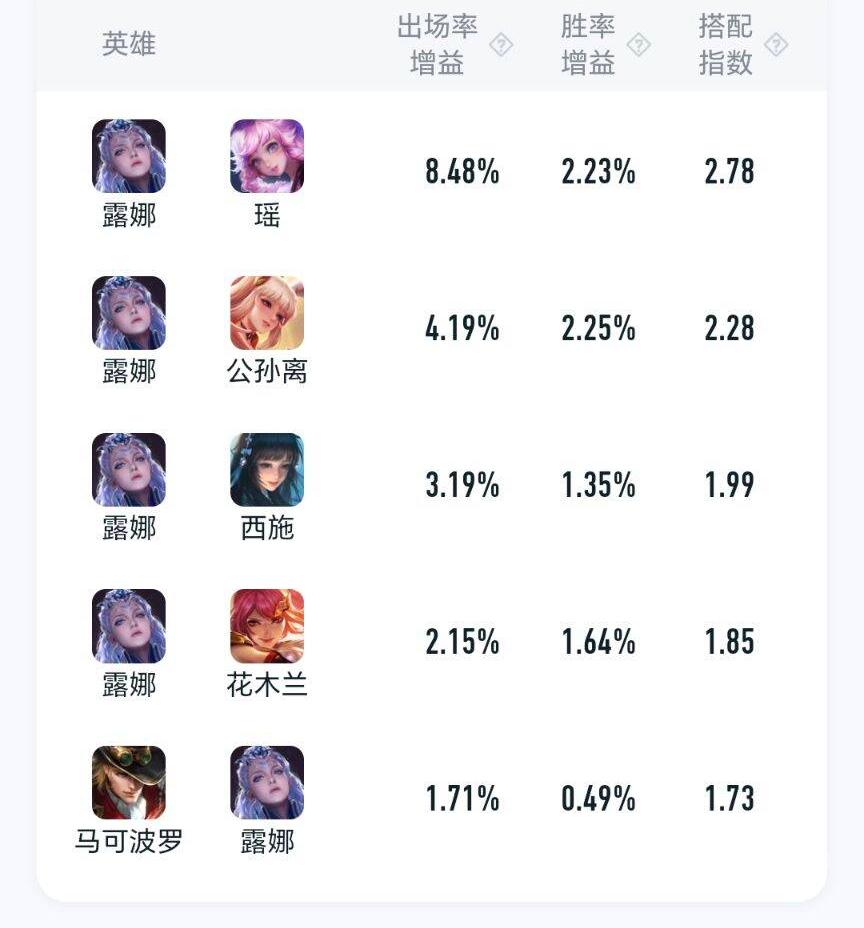 英雄
出场率
增益
胜率
增益
搭配
指数
露娜 瑶 8.48% 2.23% 2.78
露娜 公孙离 4.19% 2.25% 2.28
露娜 西施 3.19% 1.35% 1.99
露娜 花木兰 2.15% 1.64% 1.85
马可波罗 露娜 1.71% 0.49% 1.73